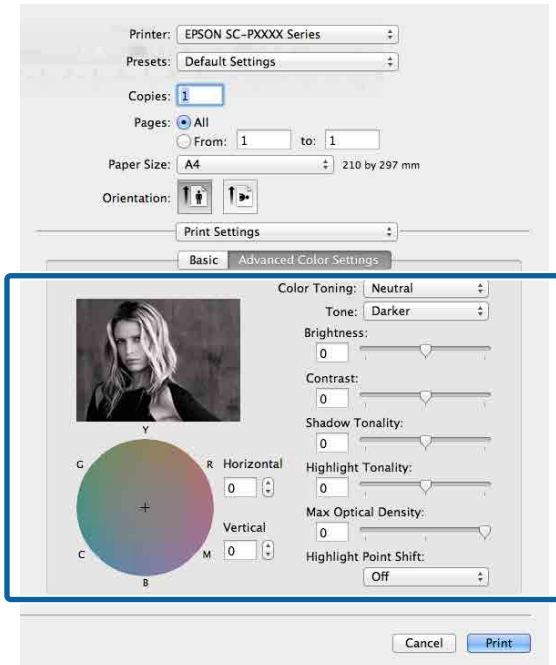 Printer: EPSON SC-PXXXX Series
Presets: Default Settings
Copies: 1
Pages: All
From: 1 to: 1
Paper Size: A4 210 by 297 mm
Orientation:
Print Settings
Basic Advanced Color Settings
Color Toning: Neutral
Tone: Darker
Brightness:
0
Contrast:
0
Shadow Tonality:
0
Highlight Tonality:
0
Max Optical Density:
0
Highlight Point Shift:
Off
Y
G R Horizontal
0
Vertical
C M 0
B
Cancel Print